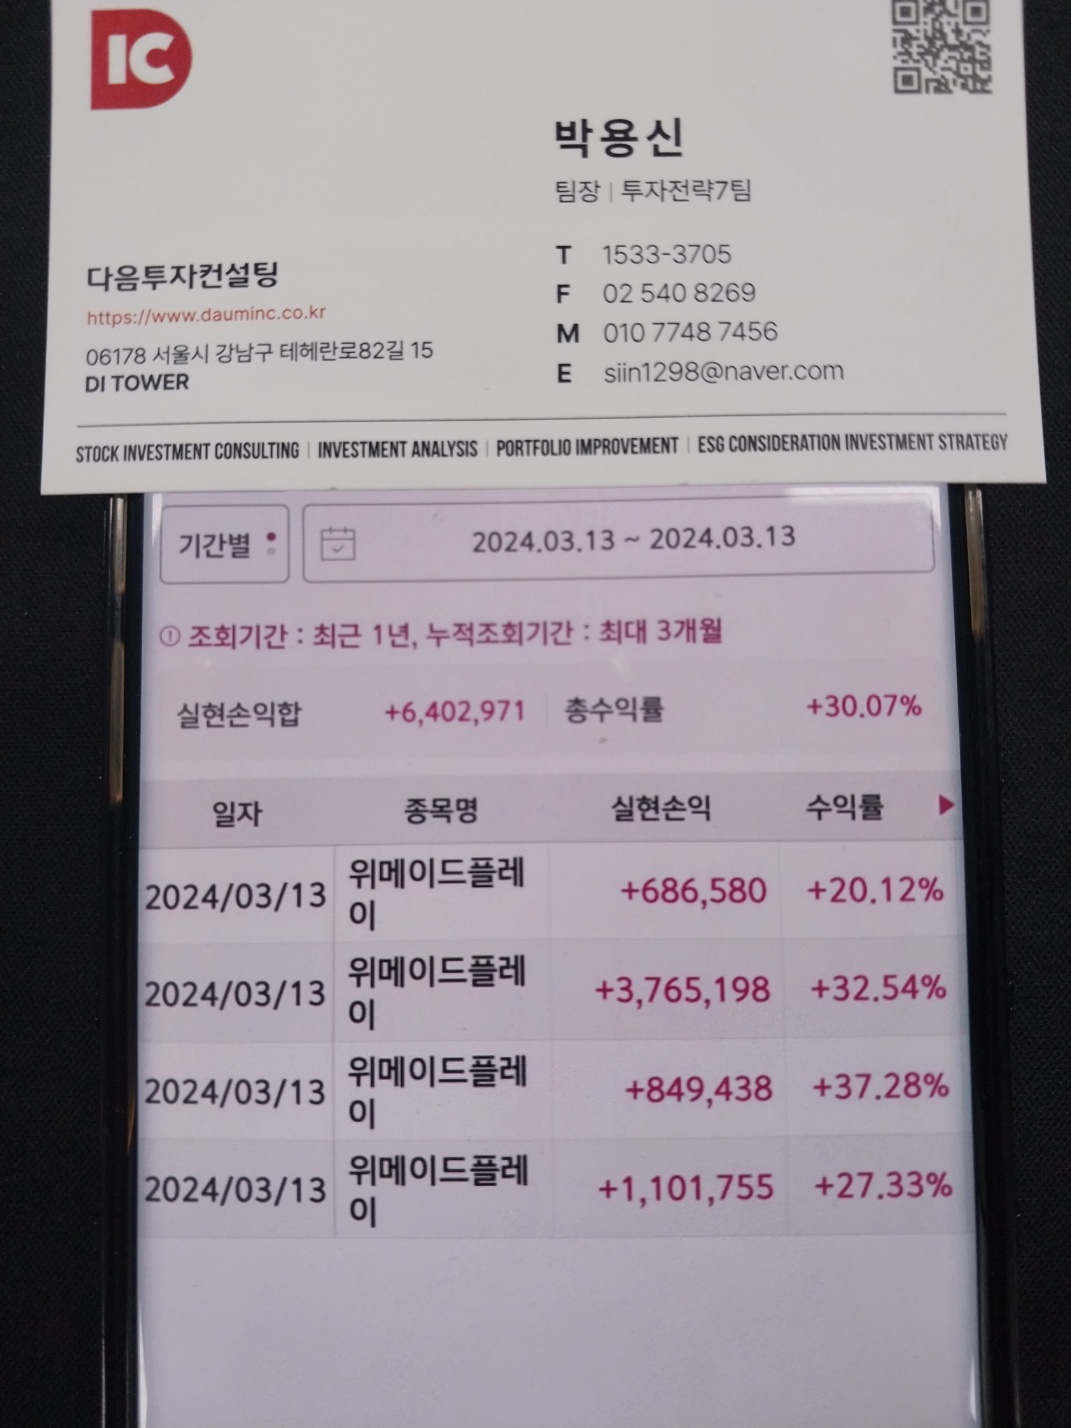 IC
박용신
팀장 | 투자전략7팀
다음투자컨설팅
https://www.dauminc.co.kr
06178 서울시 강남구 테헤란로82길 15
DI TOWER
T 1533-3705
F 02 540 8269
M 010 7748 7456
E siin1298@naver.com
STOCK INVESTMENT CONSULTING | INVESTMENT ANALYSIS | PORTFOLIO IMPROVEMENT | ESG CONSIDERATION INVESTMENT STRATEGY
기간별 2024.03.13 ~ 2024.03.13
조회기간 : 최근 1년, 누적조회기간 : 최대 3개월
실현손익합 +6,402,971 총수익률 +30.07%
일자 종목명 실현손익 수익률
2024/03/13 위메이드플레이 +686,580 +20.12%
2024/03/13 위메이드플레이 +3,765,198 +32.54%
2024/03/13 위메이드플레이 +849,438 +37.28%
2024/03/13 위메이드플레이 +1,101,755 +27.33%